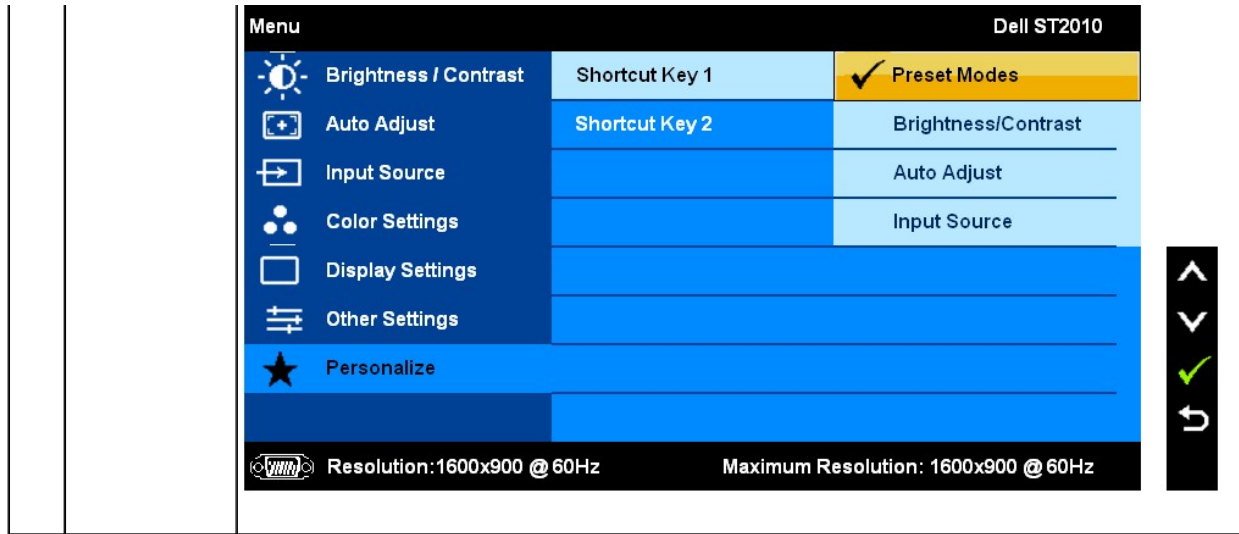 Menu Dell ST2010
Brightness / Contrast Shortcut Key 1 Preset Modes
Auto Adjust Shortcut Key 2 Brightness/Contrast
Input Source Auto Adjust
Color Settings Input Source
Display Settings
Other Settings
Personalize
Resolution:1600x900 @60Hz Maximum Resolution: 1600x900 @60Hz